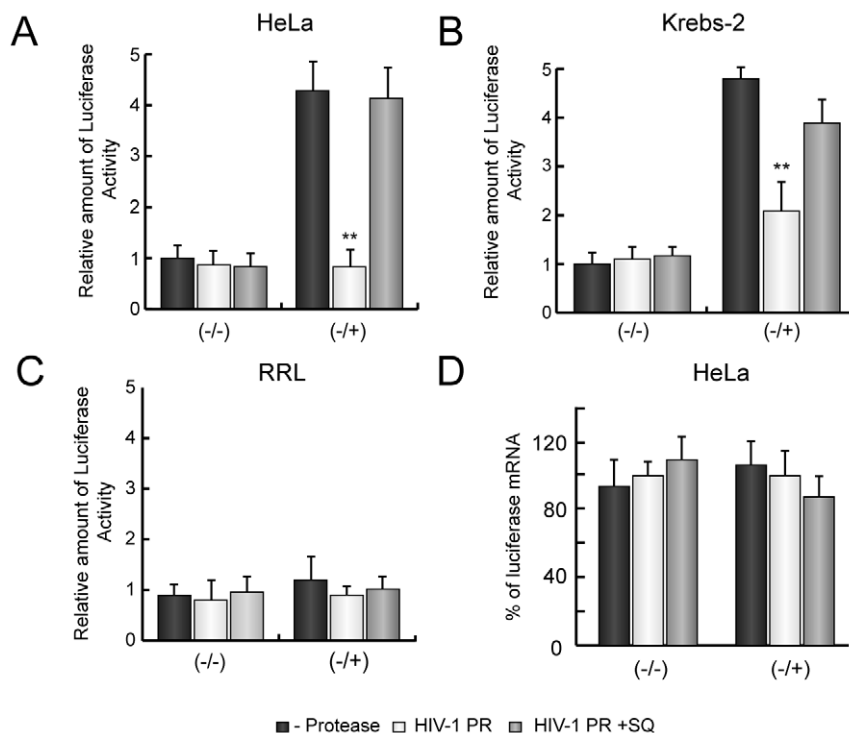 A
HeLa
Relative amount of Luciferase
Activity
5
4
3
2
1
0
**
(-/-)
(-/+)
B
Krebs-2
Relative amount of Luciferase
Activity
5
4
3
2
1
0
**
(-/-)
(-/+)
C
RRL
Relative amount of Luciferase
Activity
5
4
3
2
1
0
(-/-)
(-/+)
D
HeLa
% of luciferase mRNA
120
80
40
0
(-/-)
(-/+)
- Protease HIV-1 PR HIV-1 PR +SQ